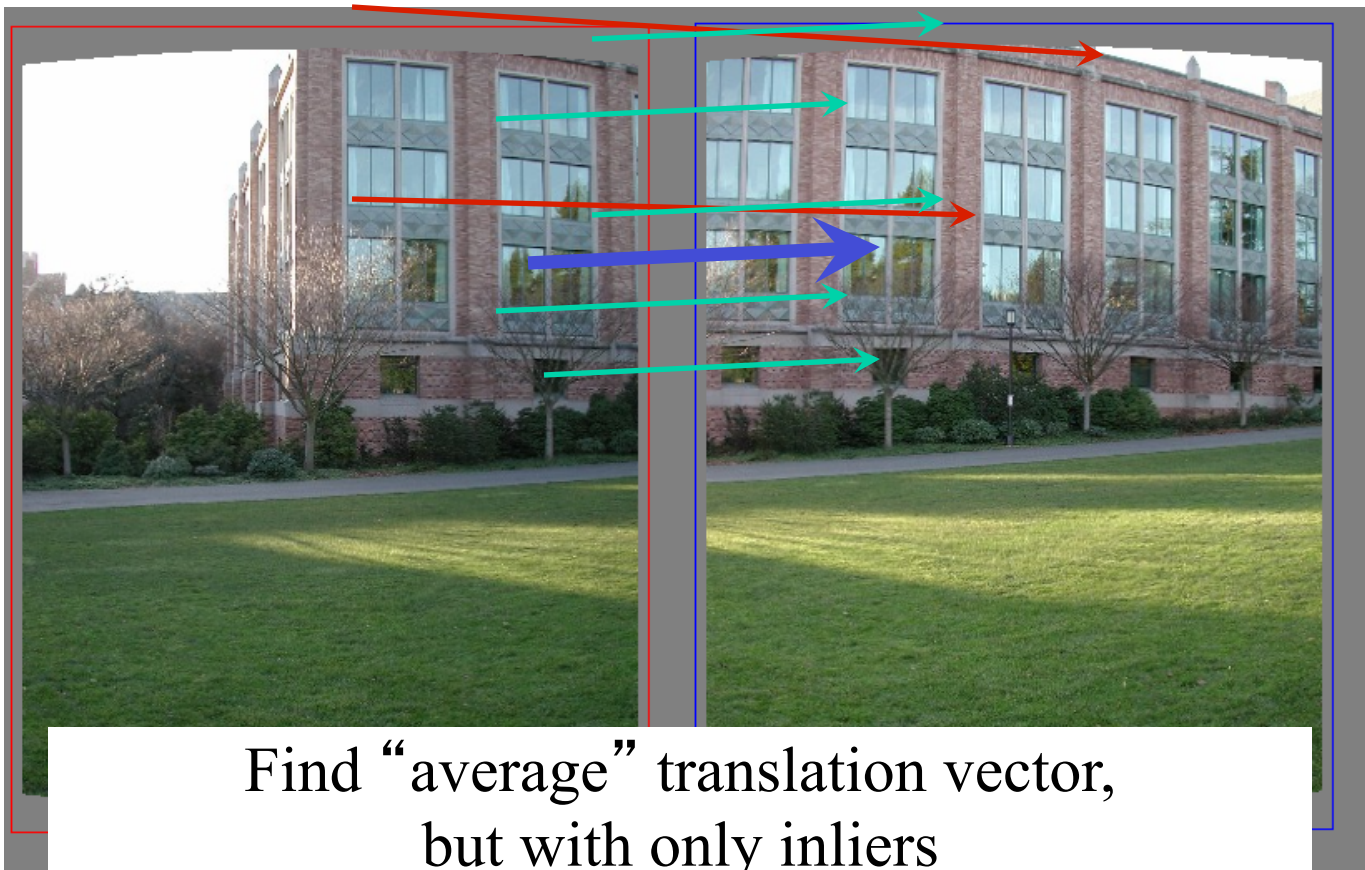 Find “average” translation vector,
but with only inliers